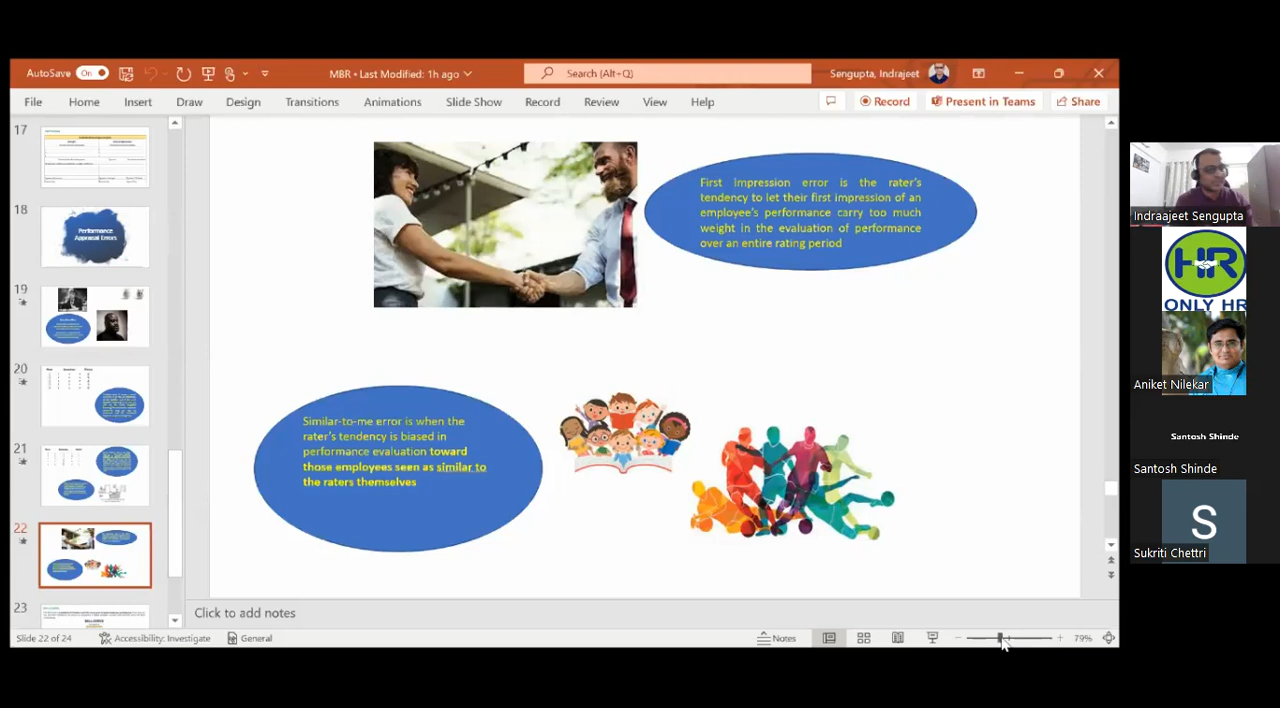 AutoSave On
MBR • Last Modified: 1h ago
Search (Alt+Q)
Sengupta, Indrajeet
File Home Insert Draw Design Transitions Animations Slide Show Record Review View Help
Record Present in Teams Share
17
18
Performance
Appraisal Errors
19
20
21
22
23
First Impression error is the rater's
tendency to let their first impression of an
employee's performance carry too much
weight in the evaluation of performance
over an entire rating period
Similar-to-me error is when the
rater's tendency is biased in
performance evaluation toward
those employees seen as similar to
the raters themselves
Click to add notes
Slide 22 of 24
Accessibility: Investigate
General
Notes
79%
Indraajeet Sengupta
HR
ONLY HR
Aniket Nilekar
Santosh Shinde
Santosh Shinde
S
Sukriti Chettri